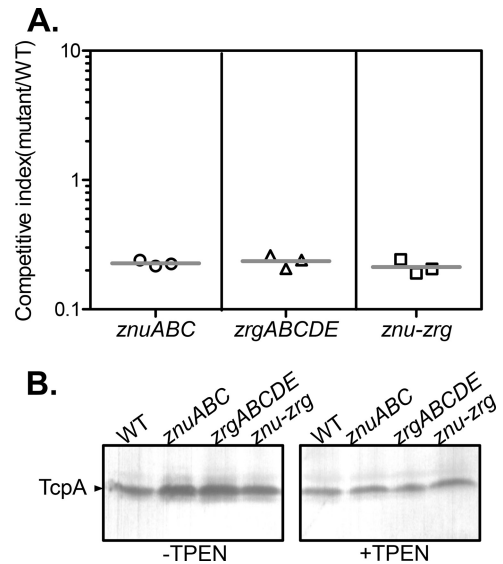 A.
Competitive index(mutant/WT)
10
1
0.1
znuABC zrgABCDE znu-zrg
B.
WT znuABC zrgABCDE znu-zrg WT znuABC zrgABCDE znu-zrg
TcpA
-TPEN +TPEN